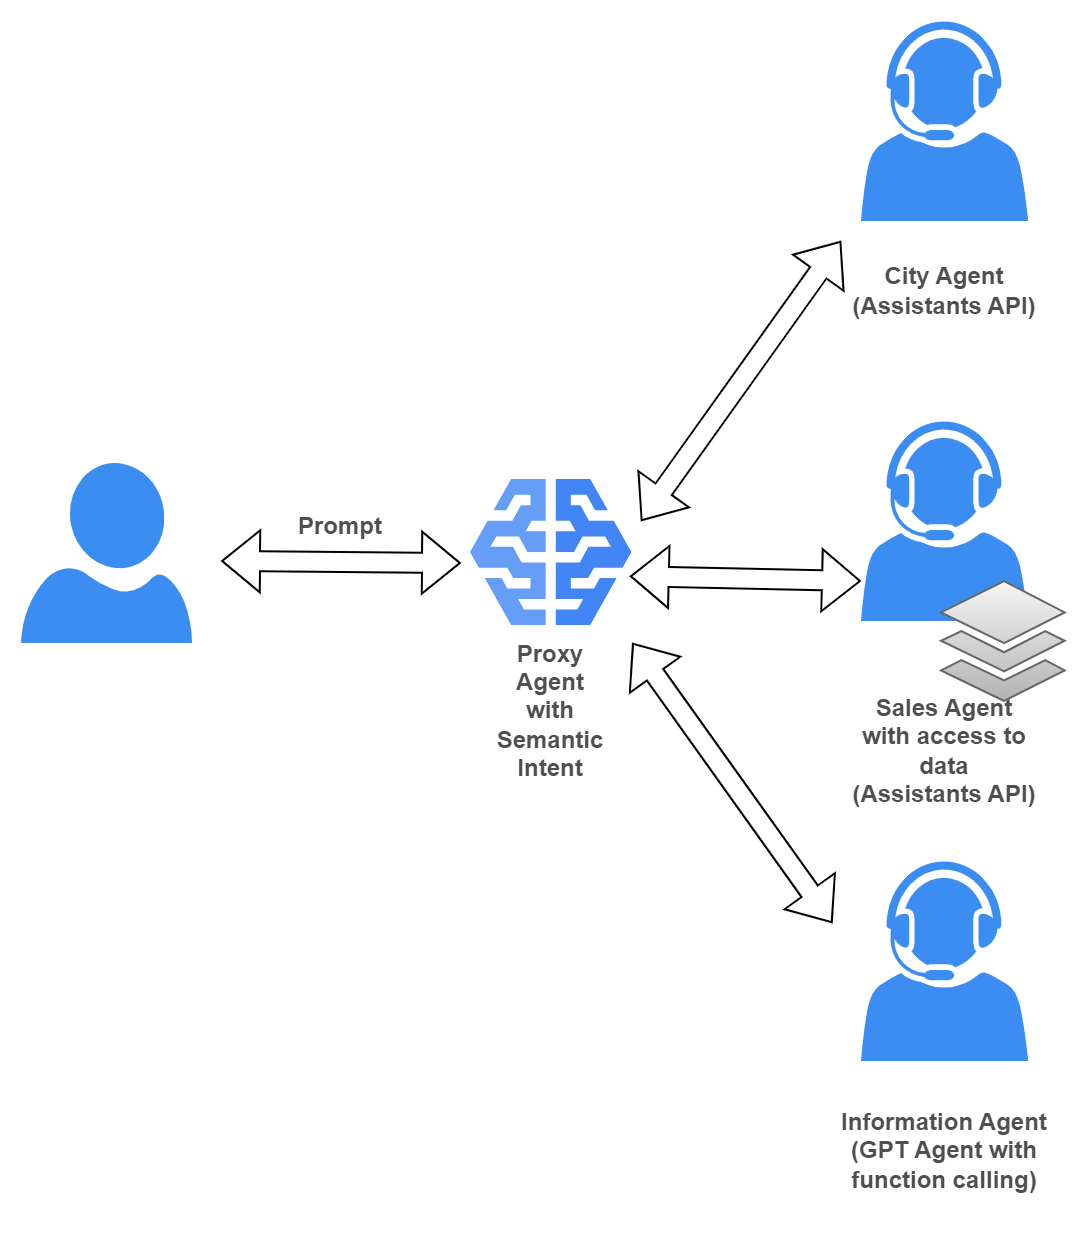 Prompt
Proxy
Agent
with
Semantic
Intent
City Agent
(Assistants API)
Sales Agent
with access to
data
(Assistants API)
Information Agent
(GPT Agent with
function calling)